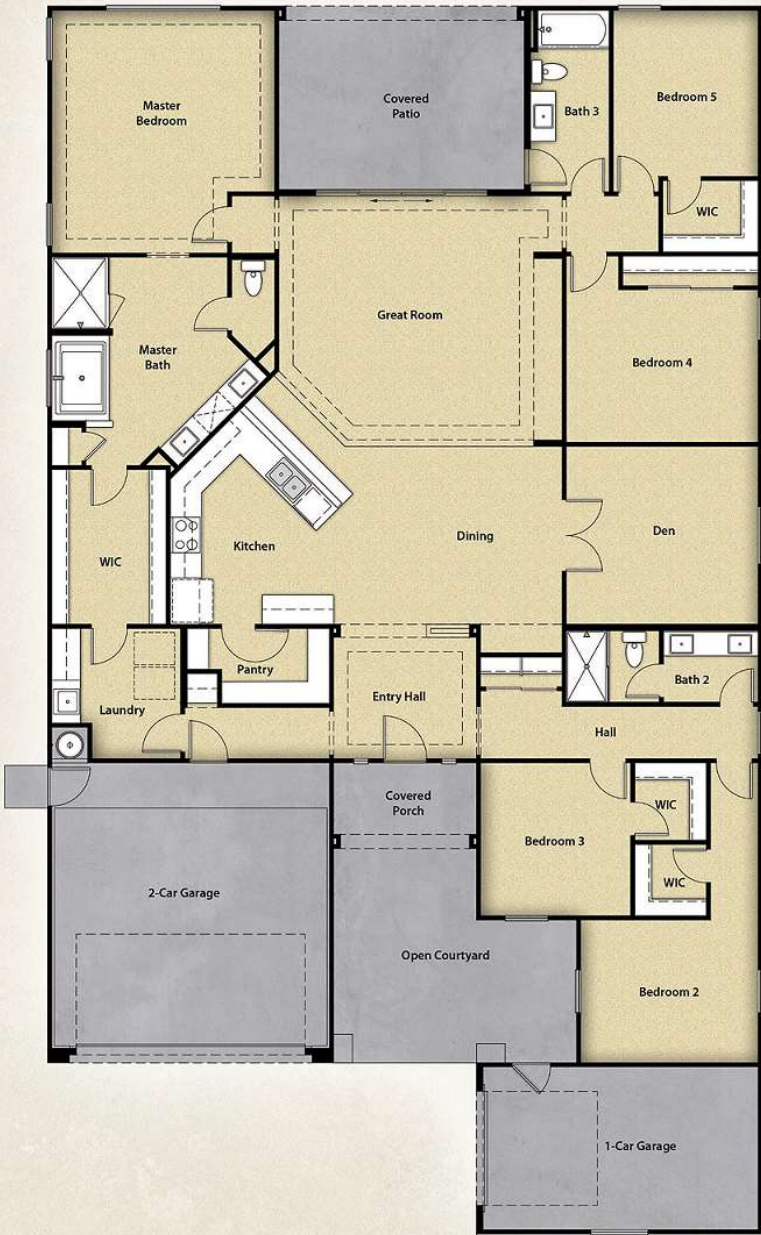 Master
Bedroom
Covered
Patio
Bath 3
Bedroom 5
WIC
Great Room
Master
Bath
Bedroom 4
WIC
Kitchen
Dining
Den
Pantry
Laundry
Entry Hall
Bath 2
Hall
Covered
Porch
Bedroom 3
WIC
WIC
2-Car Garage
Open Courtyard
Bedroom 2
1-Car Garage